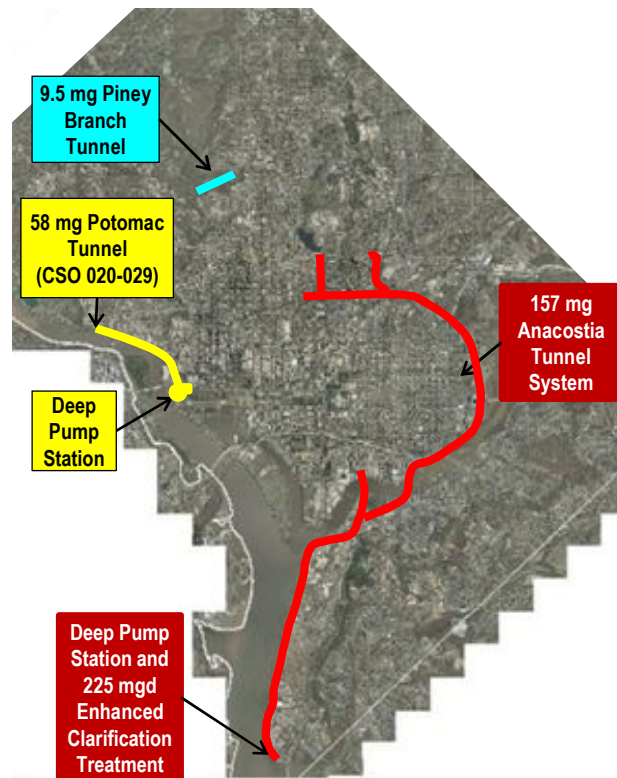 9.5 mg Piney
Branch
Tunnel
58 mg Potomac
Tunnel
(CSO 020-029)
157 mg
Anacostia
Tunnel
System
Deep
Pump
Station
Deep Pump
Station and
225 mgd
Enhanced
Clarification
Treatment